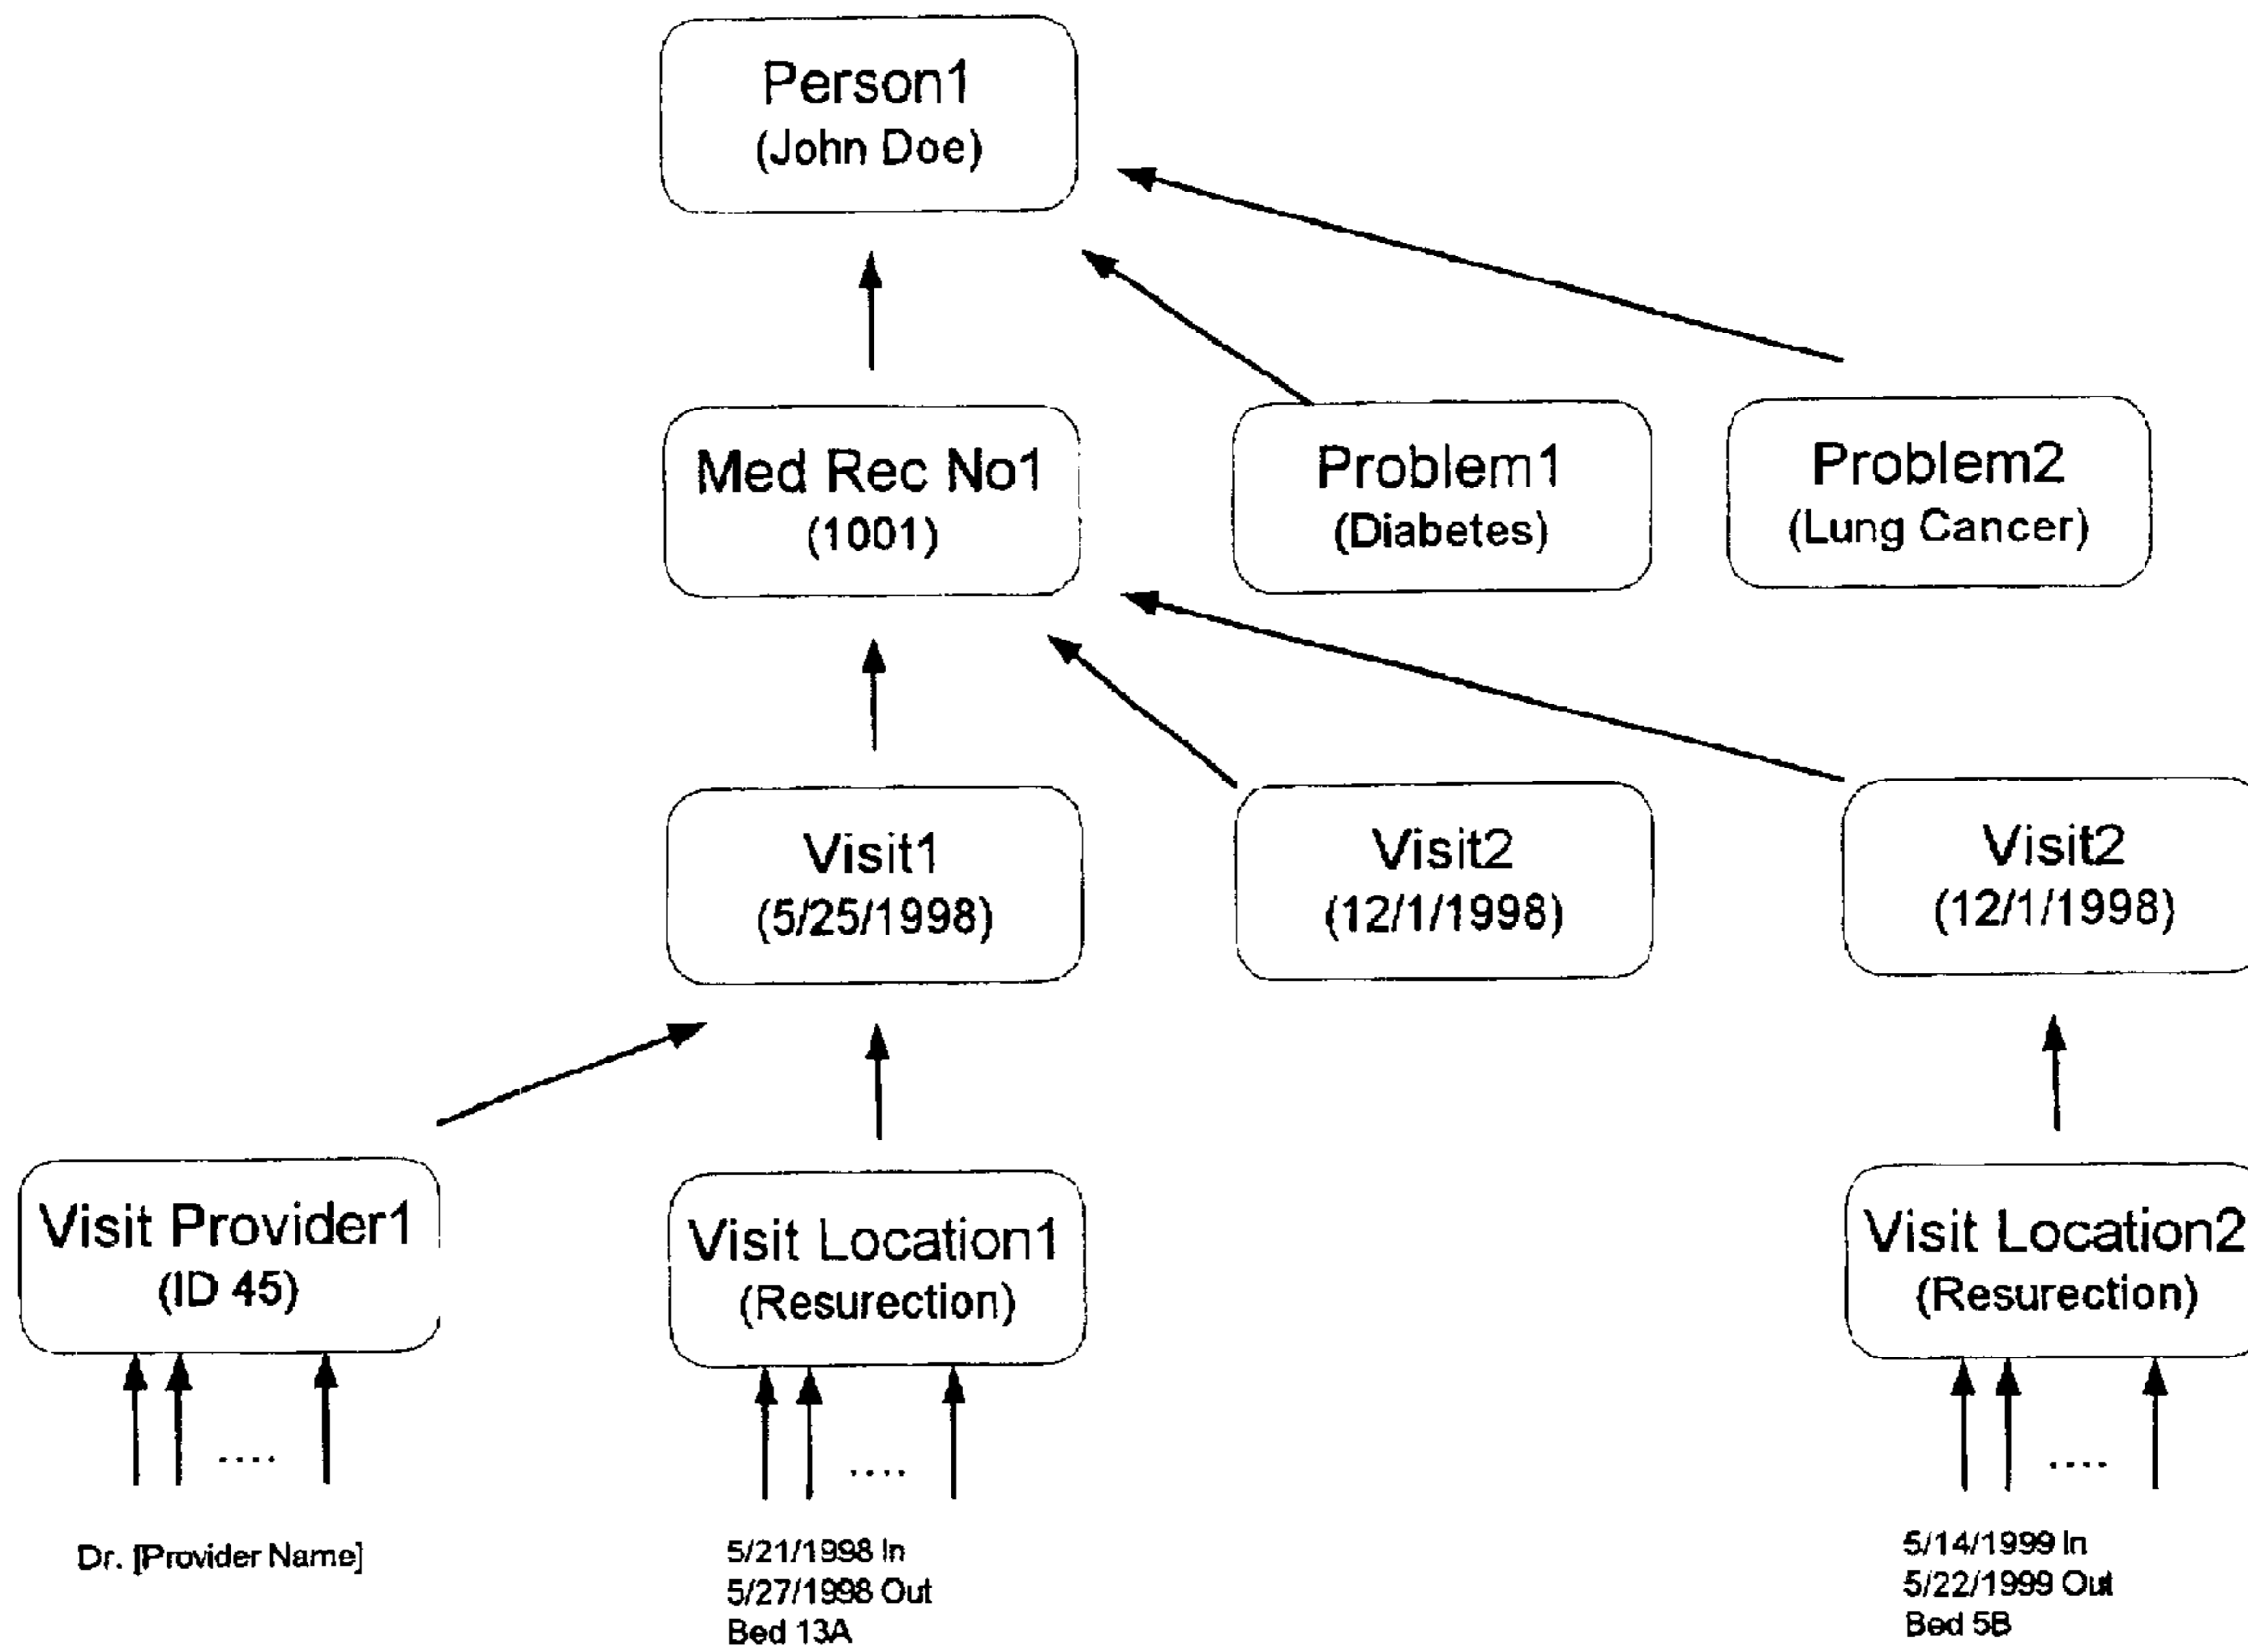 Person1
(John Doe)
Med Rec No1
(1001)
Problem1
(Diabetes)
Problem2
(Lung Cancer)
Visit1
(5/25/1998)
Visit2
(12/1/1998)
Visit2
(12/1/1998)
Visit Provider1
(ID 45)
Visit Location1
(Resurection)
Visit Location2
(Resurection)
....
....
....
Dr. [Provider Name]
5/21/1998 In
5/27/1998 Out
Bed 13A
5/14/1999 In
5/22/1999 Out
Bed 5B